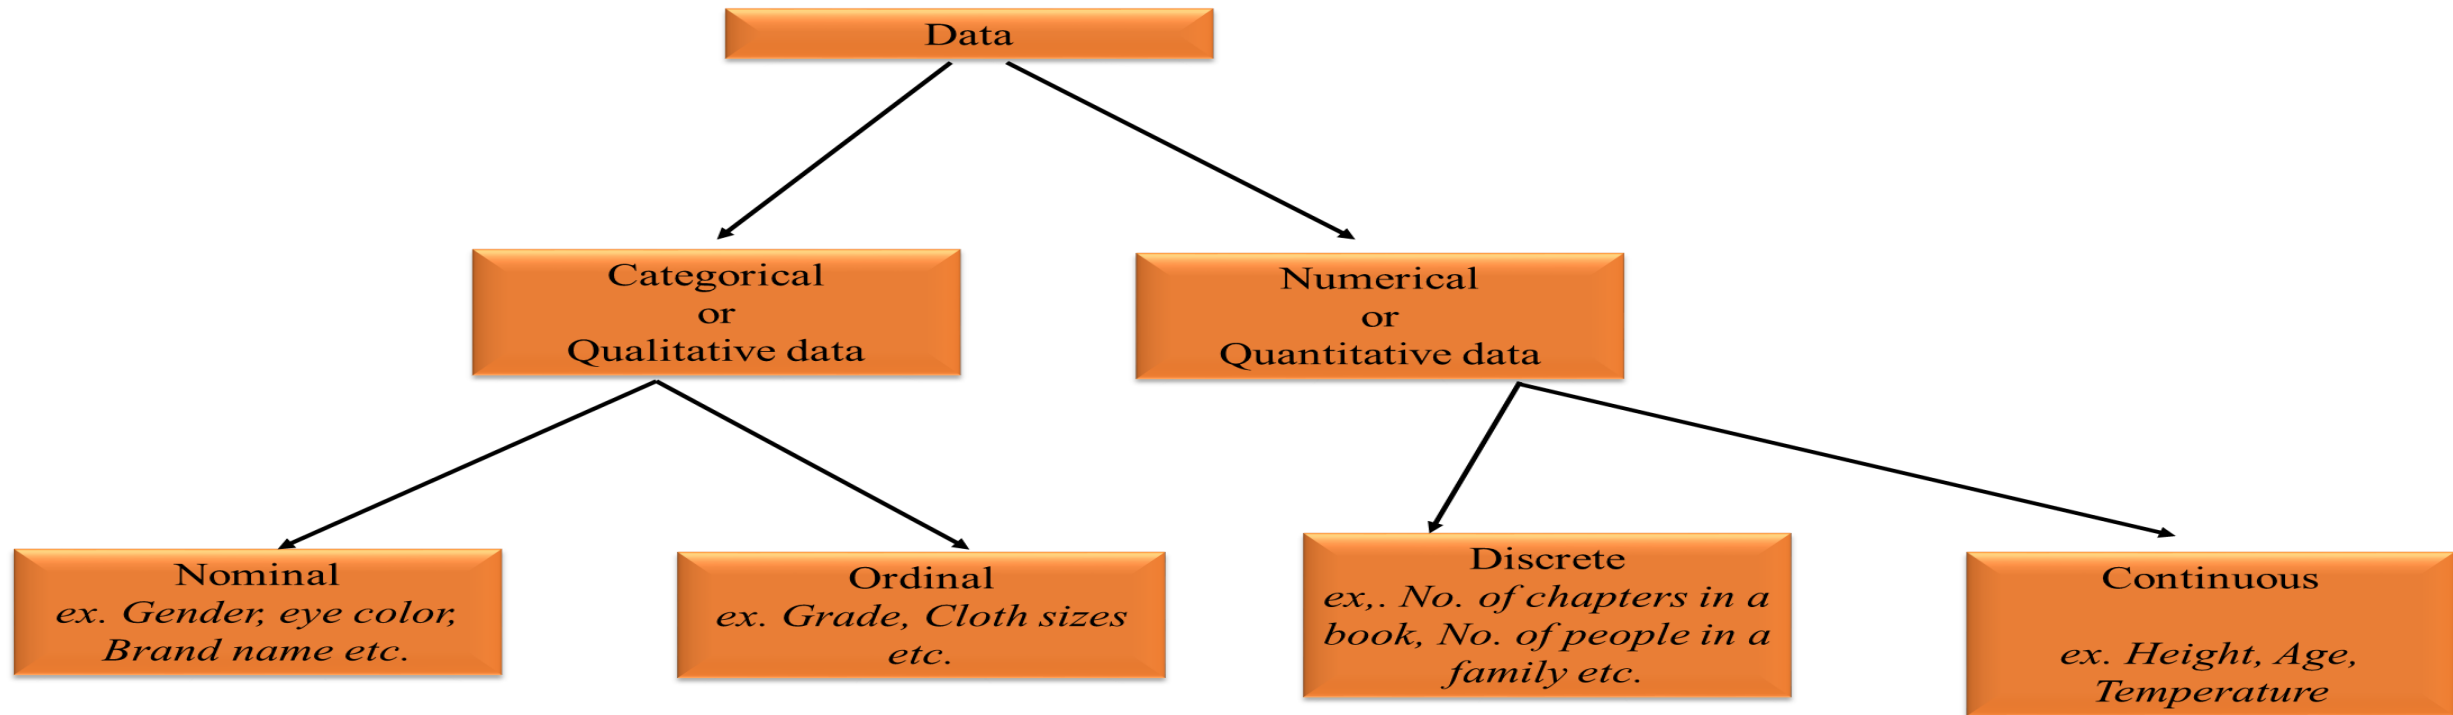 Data
Categorical
or
Qualitative data
Numerical
or
Quantitative data
Nominal
ex. Gender, eye color,
Brand name etc.
Ordinal
ex. Grade, Cloth sizes
etc.
Discrete
ex,. No. of chapters in a
book, No. of people in a
family etc.
Continuous
ex. Height, Age,
Temperature